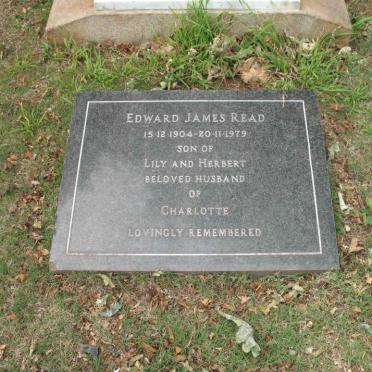 EDWARD JAMES READ
15·12·1904-20·11·1979
SON OF
LILY AND HERBERT
BELOVED HUSBAND
OF
CHARLOTTE
LOVINGLY REMEMBERED